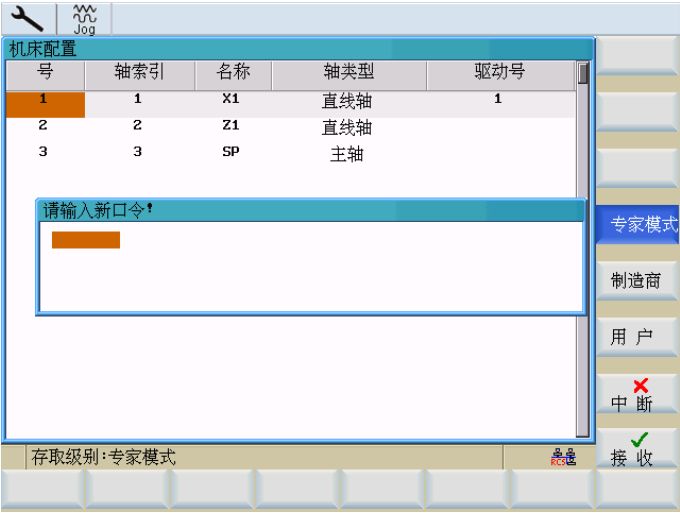 Jog
机床配置
号 轴索引 名称 轴类型 驱动号
1 1 X1 直线轴 1
2 2 Z1 直线轴
3 3 SP 主轴
请输入新口令!
专家模式
制造商
用户
中断
接收
存取级别:专家模式
RCS